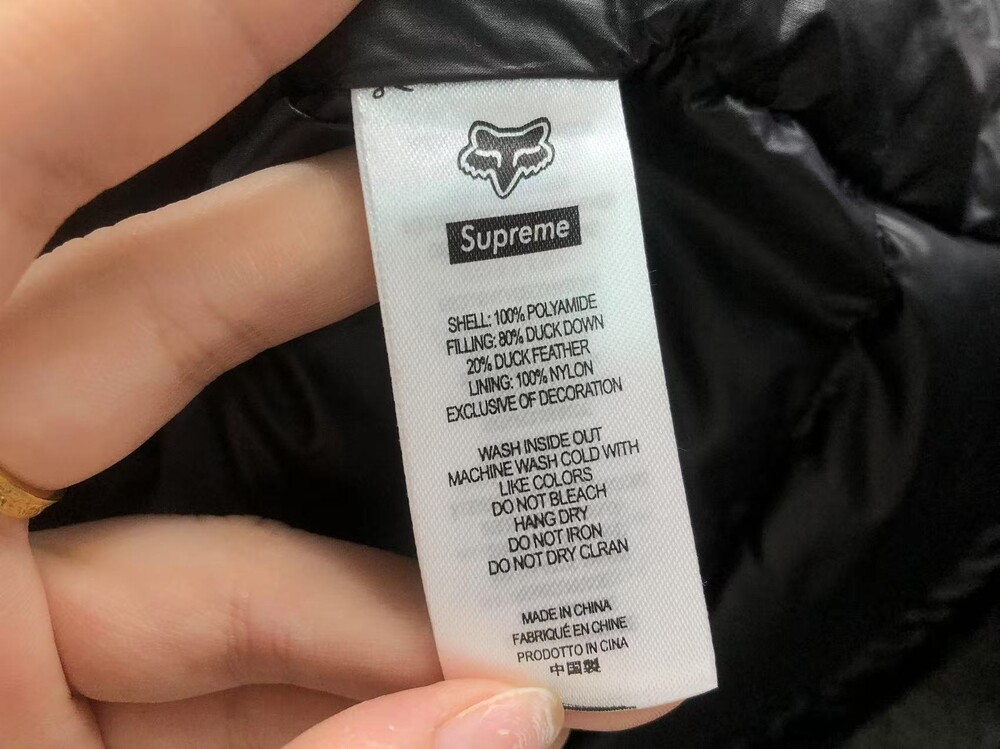 Supreme
SHELL: 100% POLYAMIDE
FILLING: 80% DUCK DOWN
20% DUCK FEATHER
LINING: 100% NYLON
EXCLUSIVE OF DECORATION
WASH INSIDE OUT
MACHINE WASH COLD WITH
LIKE COLORS
DO NOT BLEACH
HANG DRY
DO NOT IRON
DO NOT DRY CLRAN
MADE IN CHINA
FABRIQUÉ EN CHINE
PRODOTTO IN CINA
中国製